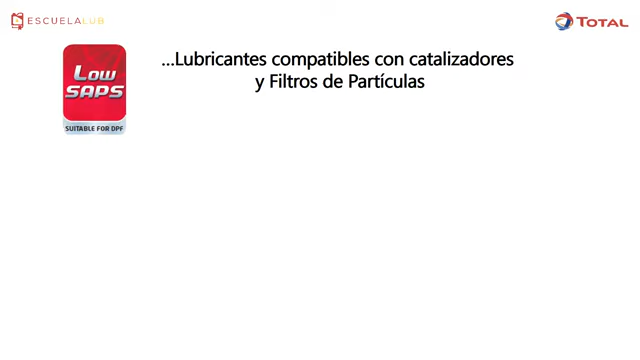 ESCUELALUB
TOTAL
LOW
SAPS
SUITABLE FOR DPF
...Lubricantes compatibles con catalizadores
y Filtros de Partículas